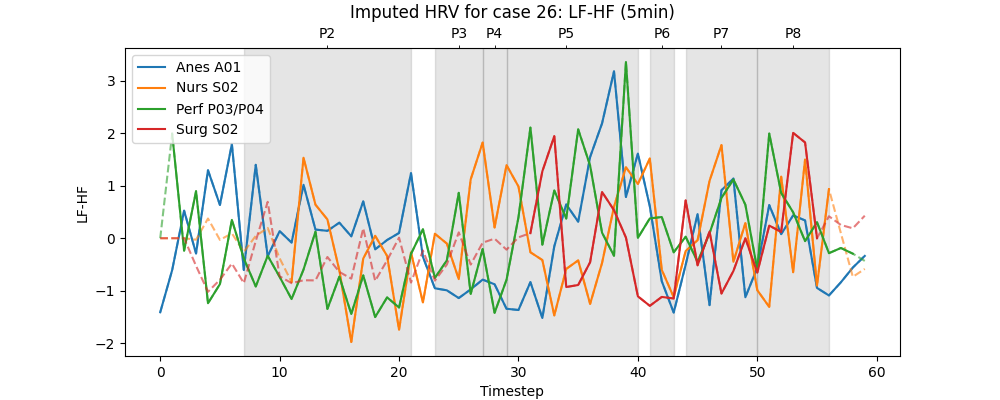 Imputed HRV for case 26: LF-HF (5min)
P2 P3 P4 P5 P6 P7 P8
Anes A01
Nurs S02
Perf P03/P04
Surg S02
LF-HF
3
2
1
0
−1
−2
0 10 20 30 40 50 60
Timestep